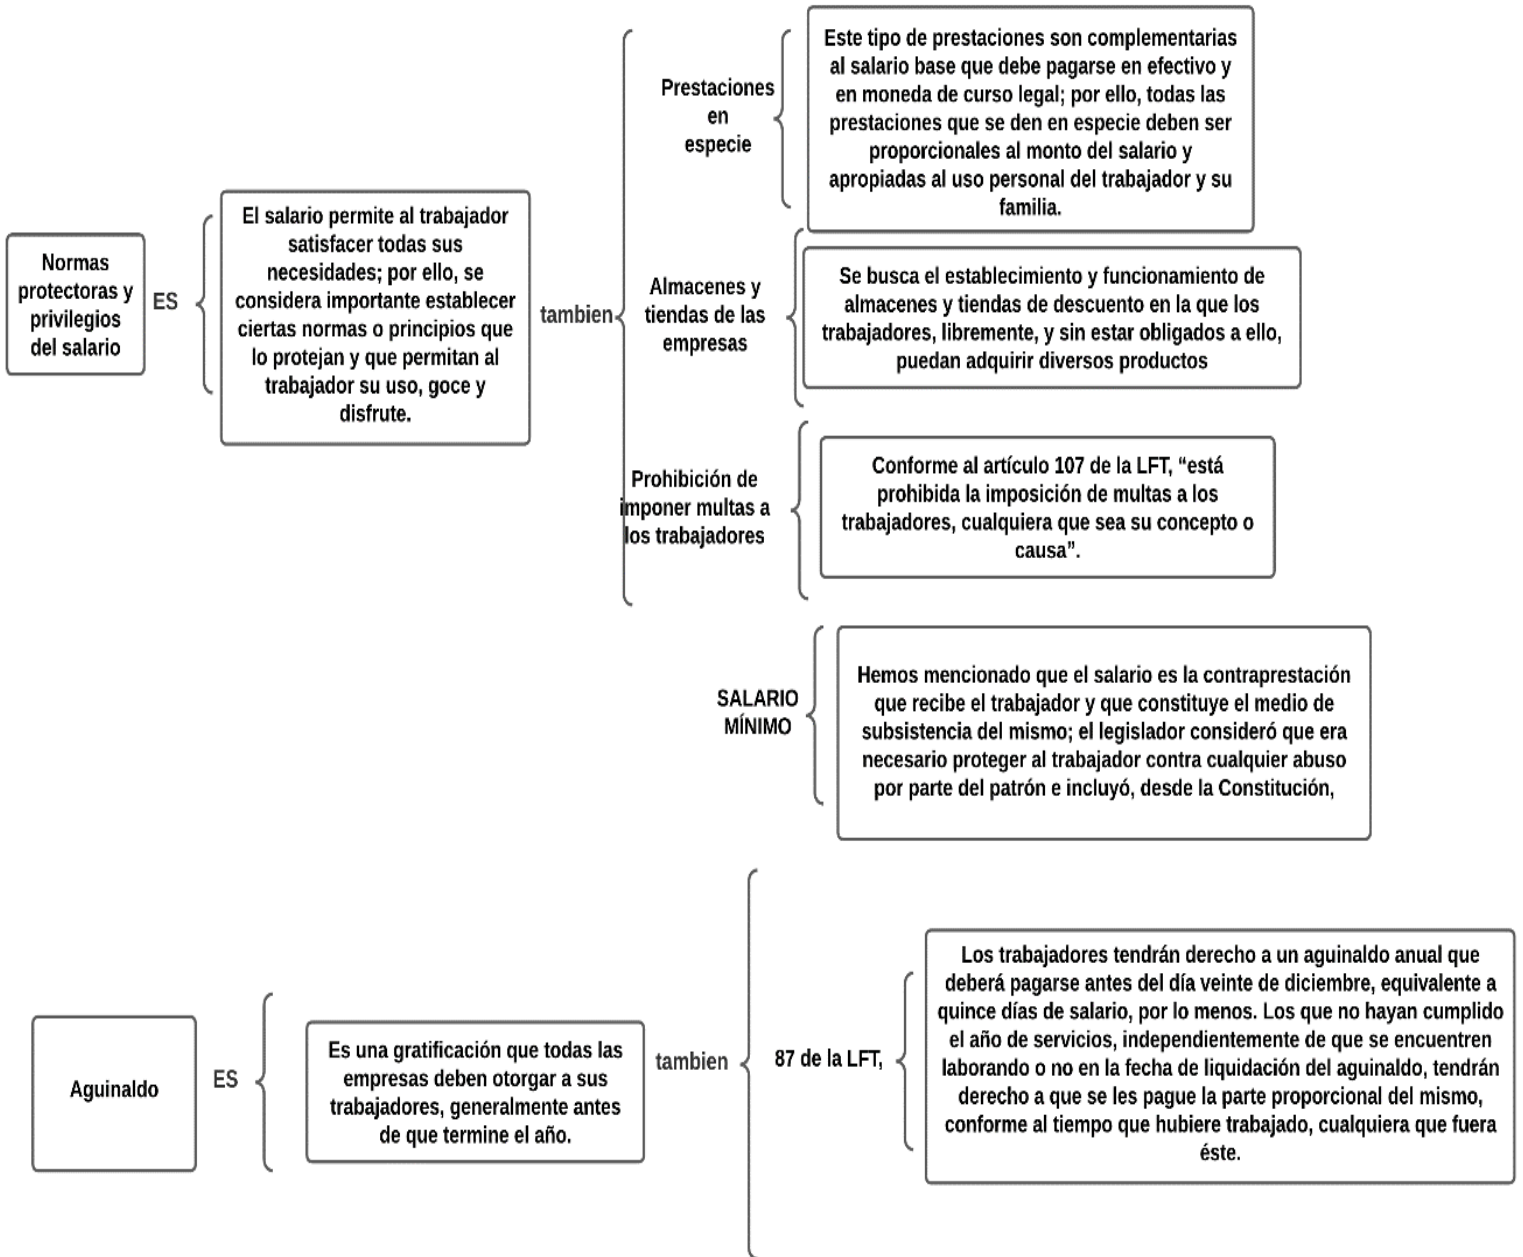 Normas
protectoras y
privilegios
del salario
ES
El salario permite al trabajador
satisfacer todas sus
necesidades; por ello, se
considera importante establecer
ciertas normas o principios que
lo protejan y que permitan al
trabajador su uso, goce y
disfrute.
tambien
Prestaciones
en
especie
Este tipo de prestaciones son complementarias
al salario base que debe pagarse en efectivo y
en moneda de curso legal; por ello, todas las
prestaciones que se den en especie deben ser
proporcionales al monto del salario y
apropiadas al uso personal del trabajador y su
familia.
Almacenes y
tiendas de las
empresas
Se busca el establecimiento y funcionamiento de
almacenes y tiendas de descuento en la que los
trabajadores, libremente, y sin estar obligados a ello,
puedan adquirir diversos productos
Prohibición de
imponer multas a
los trabajadores
Conforme al artículo 107 de la LFT, “está
prohibida la imposición de multas a los
trabajadores, cualquiera que sea su concepto o
causa”.
SALARIO
MÍNIMO
Hemos mencionado que el salario es la contraprestación
que recibe el trabajador y que constituye el medio de
subsistencia del mismo; el legislador consideró que era
necesario proteger al trabajador contra cualquier abuso
por parte del patrón e incluyó, desde la Constitución,
Aguinaldo
ES
Es una gratificación que todas las
empresas deben otorgar a sus
trabajadores, generalmente antes
de que termine el año.
tambien
87 de la LFT,
Los trabajadores tendrán derecho a un aguinaldo anual que
deberá pagarse antes del día veinte de diciembre, equivalente a
quince días de salario, por lo menos. Los que no hayan cumplido
el año de servicios, independientemente de que se encuentren
laborando o no en la fecha de liquidación del aguinaldo, tendrán
derecho a que se les pague la parte proporcional del mismo,
conforme al tiempo que hubiere trabajado, cualquiera que fuera
éste.